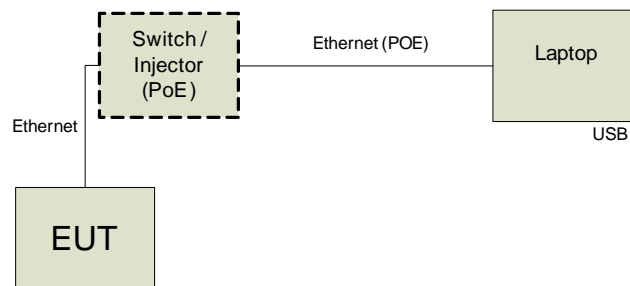 Switch /
Injector
(PoE)
Ethernet (POE)
Laptop
Ethernet
USB
EUT